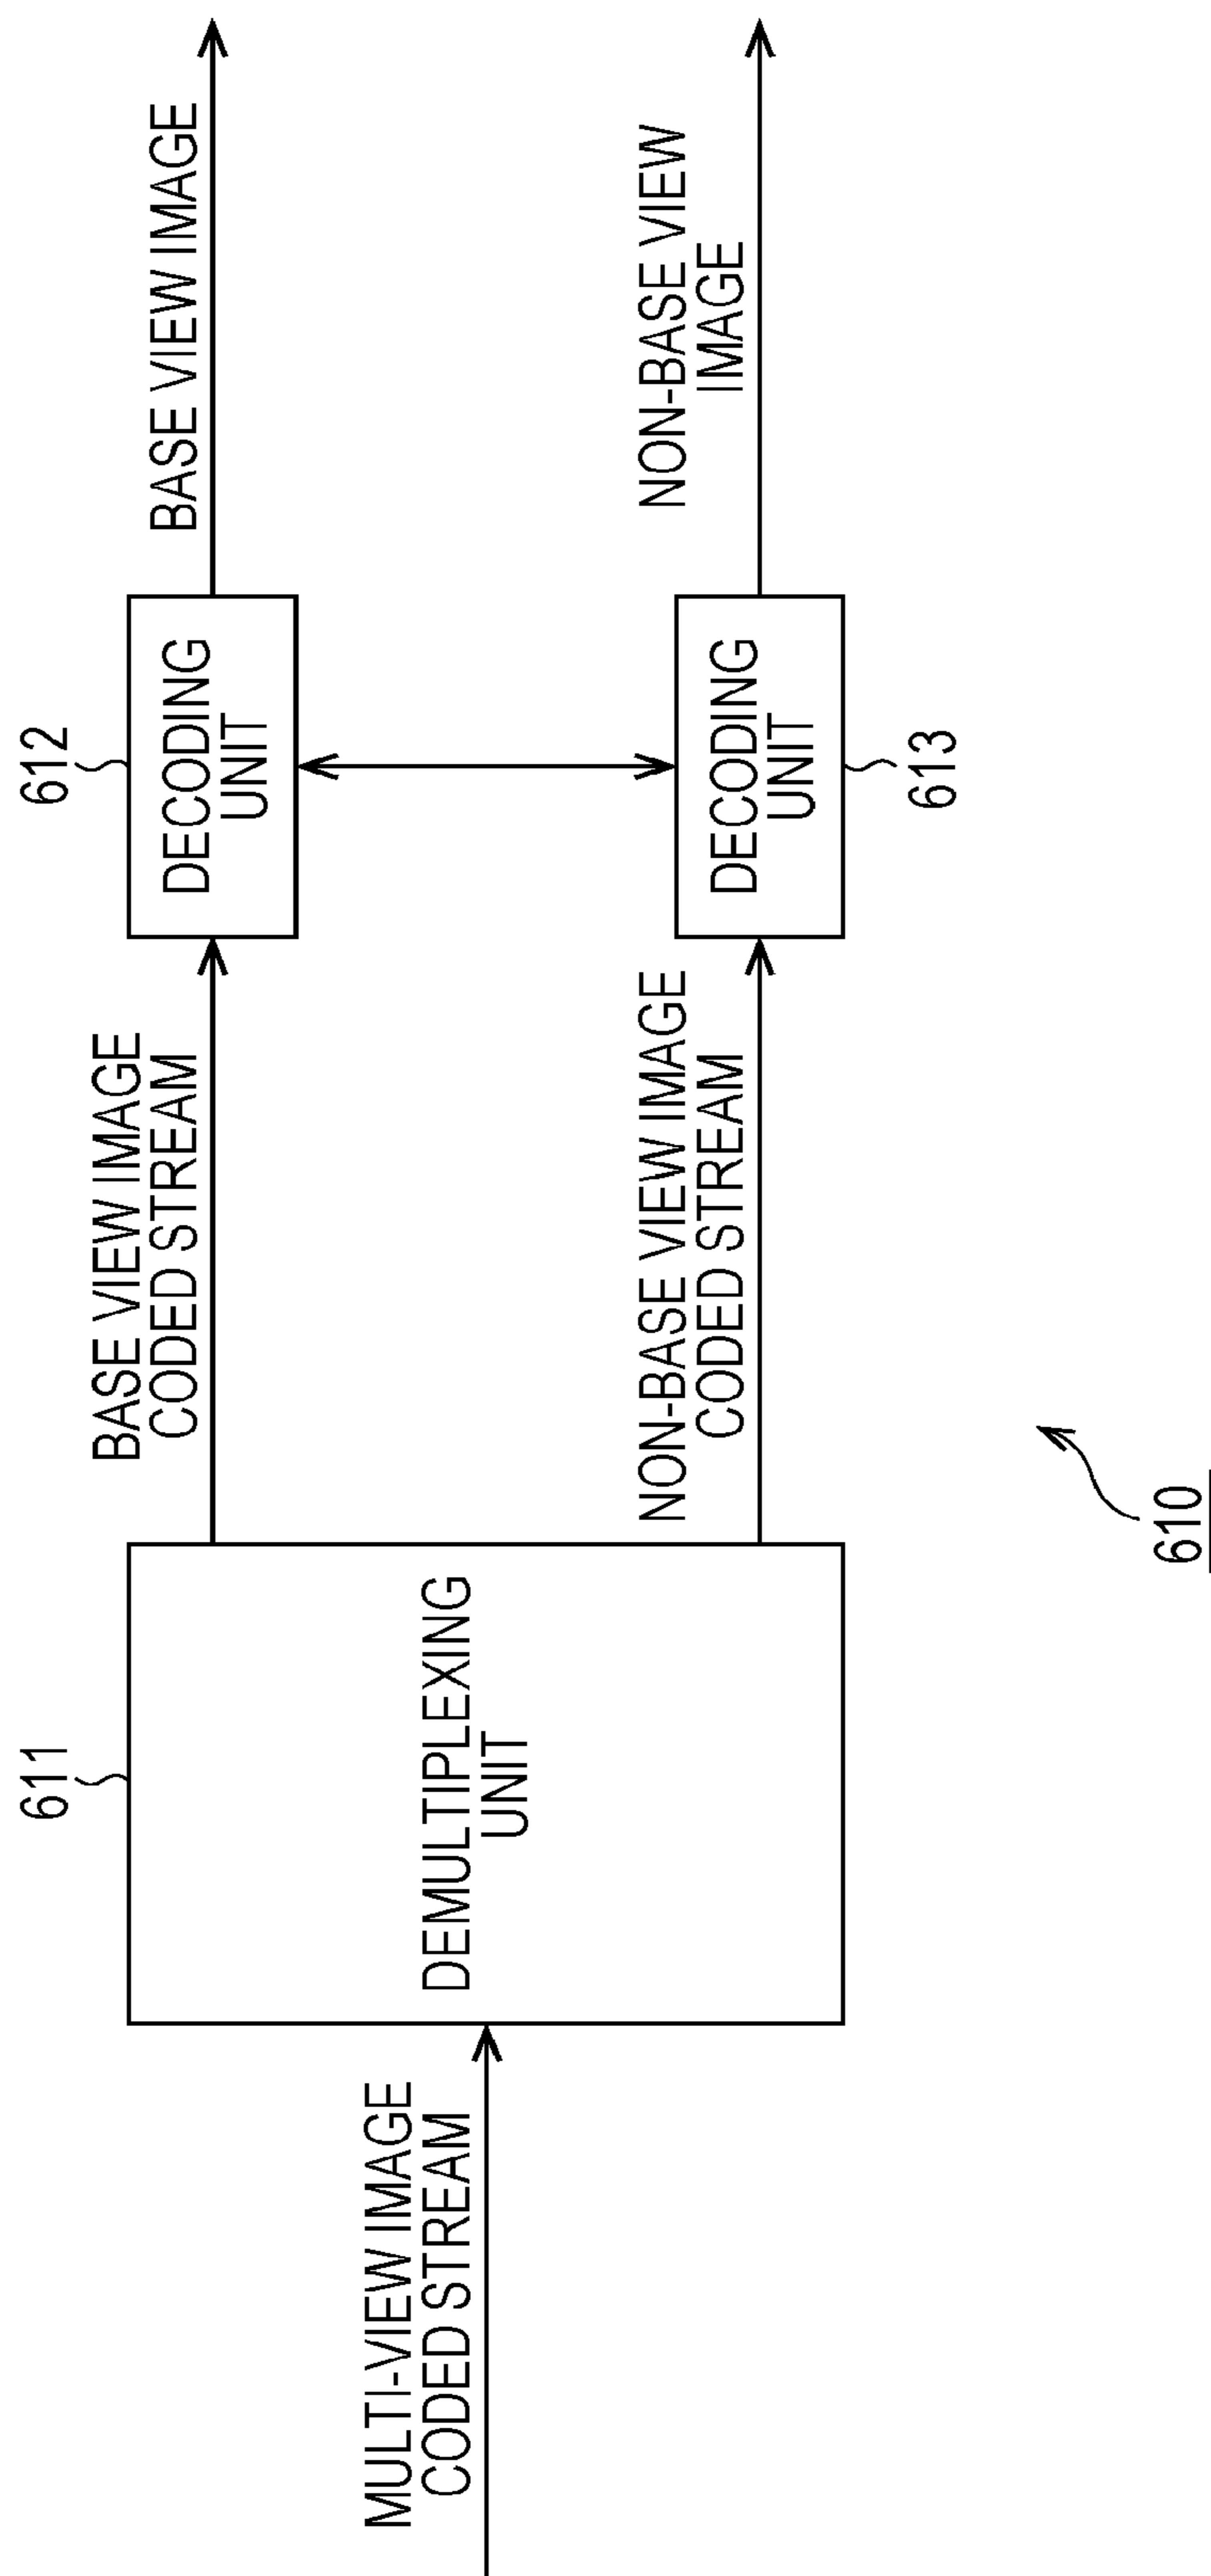 611
612
MULTI-VIEW IMAGE
CODED STREAM
DEMULTIPLEXING
UNIT
BASE VIEW IMAGE
CODED STREAM
DECODING
UNIT
BASE VIEW IMAGE
NON-BASE VIEW IMAGE
CODED STREAM
DECODING
UNIT
NON-BASE VIEW
IMAGE
613
610